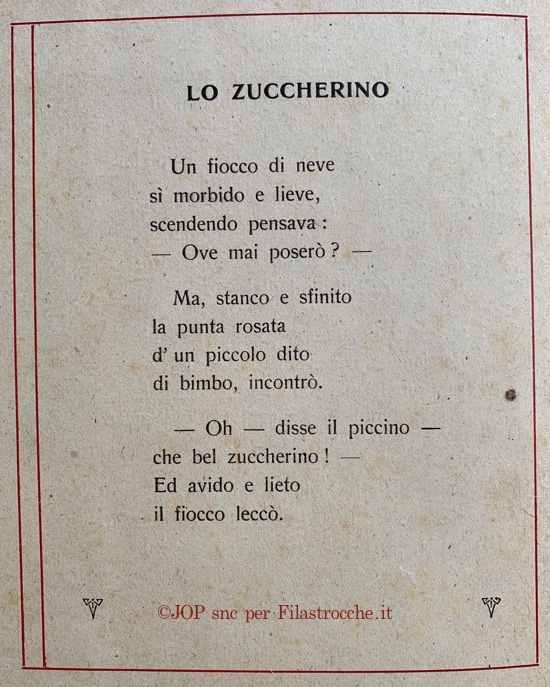 LO ZUCCHERINO
Un fiocco di neve
sì morbido e lieve,
scendendo pensava :
— Ove mai poserò ? —
Ma, stanco e sfinito
la punta rosata
d' un piccolo dito
di bimbo, incontrò.
— Oh — disse il piccino —
che bel zuccherino ! —
Ed avido e lieto
il fiocco leccò.
©JOP snc per Filastrocche.it